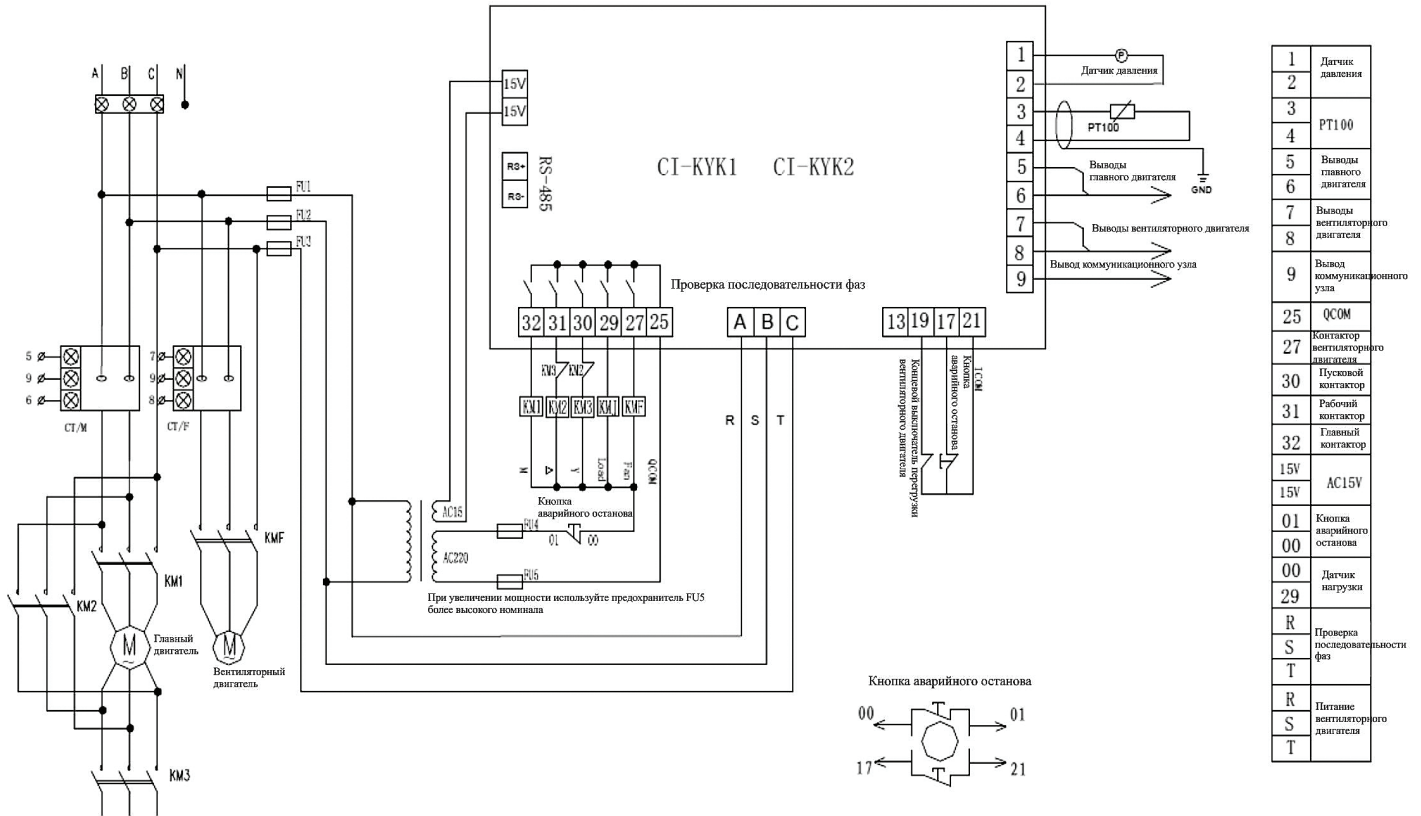 A B C N
FU1
FU2
FU3
5
9
6
CT/M
7
9
8
CT/F
KMF
KM1
KM2
KM3
M
~
Главный
двигатель
M
~
Вентиляторный
двигатель
15V
15V
RS+
RS-
RS-485
CI-KYK1 CI-KYK2
1
2
3
4
5
6
7
8
9
P
Датчик давления
PT100
GND
Выводы
главного двигателя
Выводы вентиляторного двигателя
Вывод коммуникационного узла
Проверка последовательности фаз
32 31 30 29 27 25
A B C
13 19 17 21
KM3 KM2
KM1 KM2 KM3 KM1 KMF
M
Δ
Y
Load
Fan
QCOM
R S T
Концевой выключатель перегрузки
вентиляторного двигателя
Кнопка
аварийного останова
1COM
Кнопка
аварийного останова
AC15
AC220
FU4
01 00
FU5
При увеличении мощности используйте предохранитель FU5
более высокого номинала
Кнопка аварийного останова
00 01
17 21
1
2
Датчик
давления
3
4
PT100
5
6
Выводы
главного
двигателя
7
8
Выводы
вентиляторного
двигателя
9
Вывод
коммуникационного
узла
25 QCOM
27
Контактор
вентиляторного
двигателя
30
Пусковой
контактор
31
Рабочий
контактор
32
Главный
контактор
15V
15V
AC15V
01
00
Кнопка
аварийного
останова
00
29
Датчик
нагрузки
R
S
T
Проверка
последовательности
фаз
R
S
T
Питание
вентиляторного
двигателя